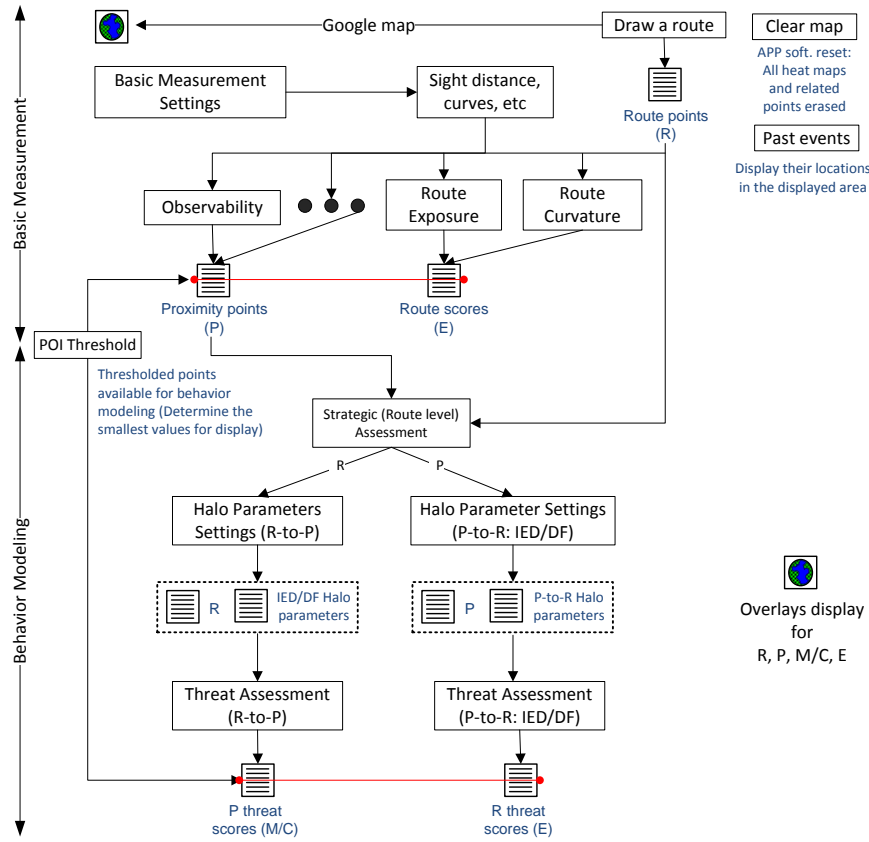 Google map
Draw a route
Clear map
APP soft. reset:
All heat maps
and related
points erased
Basic Measurement
Settings
Sight distance,
curves, etc
Route points
(R)
Past events
Display their locations
in the displayed area
Basic Measurement
Observability
Route
Exposure
Route
Curvature
Proximity points
(P)
Route scores
(E)
POI Threshold
Thresholded points
available for behavior
modeling (Determine the
smallest values for display)
Strategic (Route level)
Assessment
R
P
Behavior Modeling
Halo Parameters
Settings (R-to-P)
Halo Parameter Settings
(P-to-R: IED/DF)
R
IED/DF Halo
parameters
P
P-to-R Halo
parameters
Overlays display
for
R, P, M/C, E
Threat Assessment
(R-to-P)
Threat Assessment
(P-to-R: IED/DF)
P threat
scores (M/C)
R threat
scores (E)